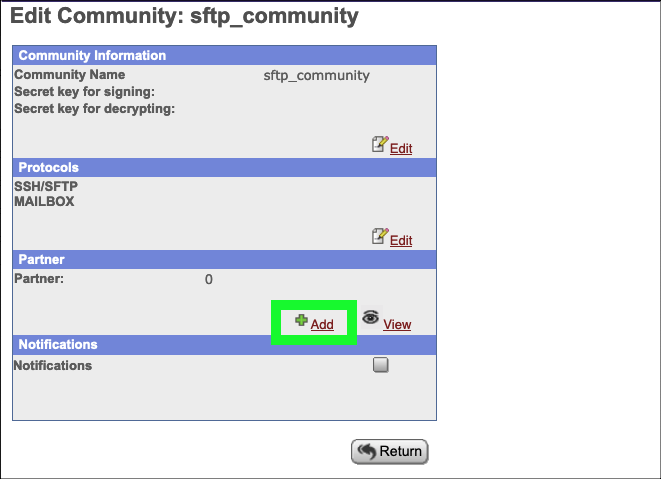 Edit Community: sftp_community
Community Information
Community Name sftp_community
Secret key for signing:
Secret key for decrypting:
Edit
Protocols
SSH/SFTP
MAILBOX
Edit
Partner
Partner: 0
Add View
Notifications
Notifications
Return